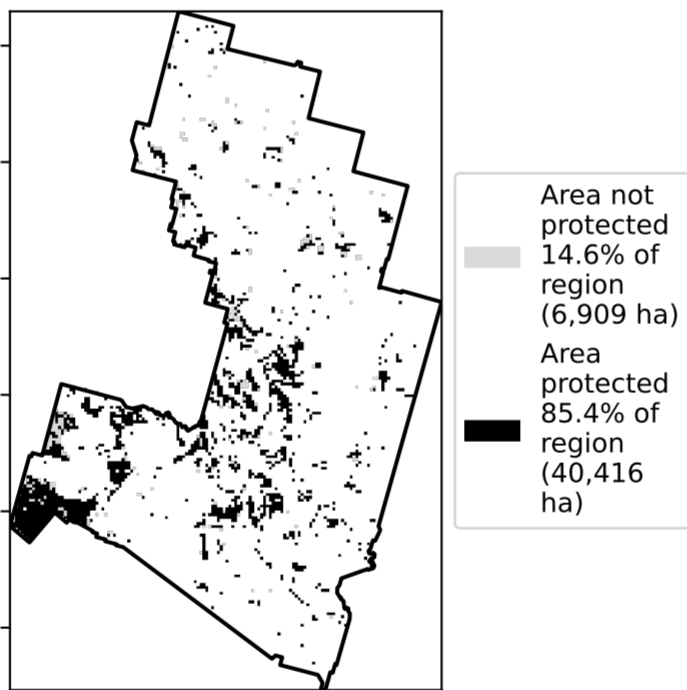 Area not
protected
14.6% of
region
(6,909 ha)
Area
protected
85.4% of
region
(40,416
ha)